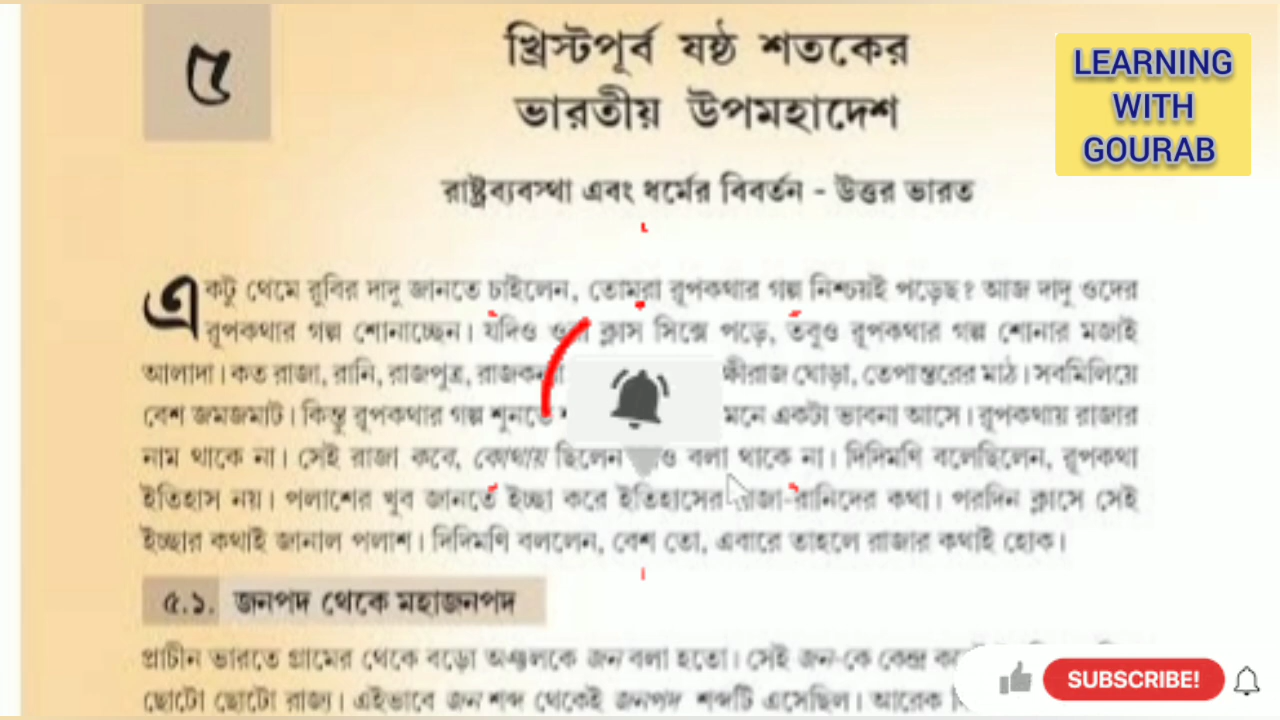 ৫
খ্রিস্টপূর্ব ষষ্ঠ শতকের
ভারতীয় উপমহাদেশ
LEARNING
WITH
GOURAB
রাষ্ট্রব্যবস্থা এবং ধর্মের বিবর্তন - উত্তর ভারত
একটু থেমে রুবির দাদু জানতে চাইলেন, তোমরা রূপকথার গল্প নিশ্চয়ই পড়েছ? আজ দাদু ওদের
রূপকথার গল্প শোনাচ্ছেন। যদিও ক্লাস সিক্সে পড়ে, তবুও রূপকথার গল্প শোনার মজাই
আলাদা। কত রাজা, রানি, রাজপুত্র, ঘোড়া, তেপান্তরের মাঠ। সবমিলিয়ে
বেশ জমজমাট। কিন্তু রূপকথার গল্প শুনতে মনে একটা ভাবনা আসে। রূপকথায় রাজার
নাম থাকে না। সেই রাজা কবে, কোথায় ছিলেন ও বলা থাকে না। দিদিমণি বলেছিলেন, রূপকথা
ইতিহাস নয়। পলাশের খুব জানতে ইচ্ছা করে ইতিহাসের রাজা-রানিদের কথা। পরদিন ক্লাসে সেই
ইচ্ছার কথাই জানাল পলাশ। দিদিমণি বললেন, বেশ তো, এবারে তাহলে রাজার কথাই হোক।
৫.১. জনপদ থেকে মহাজনপদ
প্রাচীন ভারতে গ্রামের থেকে বড়ো অঞ্চলকে জন বলা হতো। সেই জন-কে কেন্দ্র
ছোটো ছোটো রাজ্য। এইভাবে জন শব্দ থেকেই জনপদ শব্দটি এসেছিল। আরেক
SUBSCRIBE!